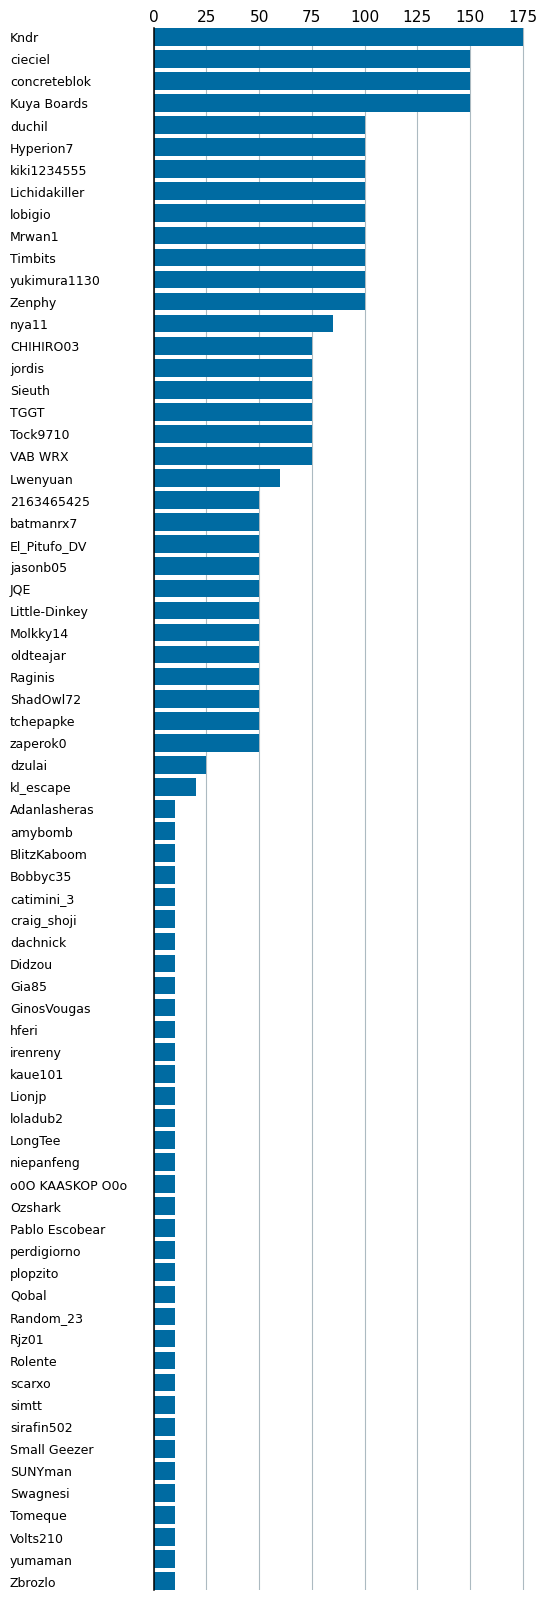 0 25 50 75 100 125 150 175
Kndr
cieciel
concreteblok
Kuya Boards
duchil
Hyperion7
kiki1234555
Lichidakiller
lobigio
Mrwan1
Timbits
yukimura1130
Zenphy
nya11
CHIHIRO03
jordis
Sieuth
TGGT
Tock9710
VAB WRX
Lwenyuan
2163465425
batmanrx7
El_Pitufo_DV
jasonb05
JQE
Little-Dinkey
Molkky14
oldteajar
Raginis
ShadOwl72
tchepapke
zaperok0
dzulai
kl_escape
Adanlasheras
amybomb
BlitzKaboom
Bobbyc35
catimini_3
craig_shoji
dachnick
Didzou
Gia85
GinosVougas
hferi
irenreny
kaue101
Lionjp
loladub2
LongTee
niepanfeng
o0O KAASKOP O0o
Ozshark
Pablo Escobear
perdigiorno
plopzito
Qobal
Random_23
Rjz01
Rolente
scarxo
simtt
sirafin502
Small Geezer
SUNYman
Swagnesi
Tomeque
Volts210
yumaman
Zbrozlo